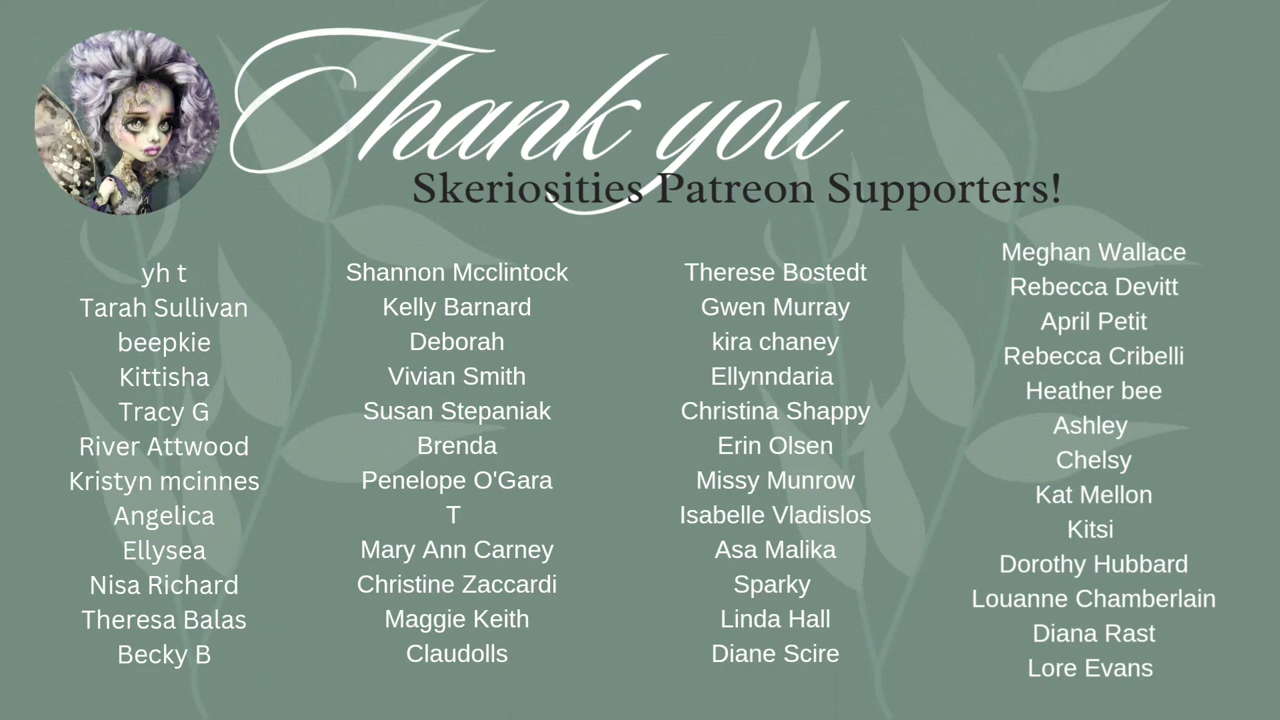 Thank you
Skeriosities Patreon Supporters!
yh t
Tarah Sullivan
beepkie
Kittisha
Tracy G
River Attwood
Kristyn mcinnes
Angelica
Ellysea
Nisa Richard
Theresa Balas
Becky B
Shannon Mcclintock
Kelly Barnard
Deborah
Vivian Smith
Susan Stepaniak
Brenda
Penelope O'Gara
T
Mary Ann Carney
Christine Zaccardi
Maggie Keith
Claudolls
Therese Bostedt
Gwen Murray
kira chaney
Ellynndaria
Christina Shappy
Erin Olsen
Missy Munrow
Isabelle Vladislos
Asa Malika
Sparky
Linda Hall
Diane Scire
Meghan Wallace
Rebecca Devitt
April Petit
Rebecca Cribelli
Heather bee
Ashley
Chelsy
Kat Mellon
Kitsi
Dorothy Hubbard
Louanne Chamberlain
Diana Rast
Lore Evans